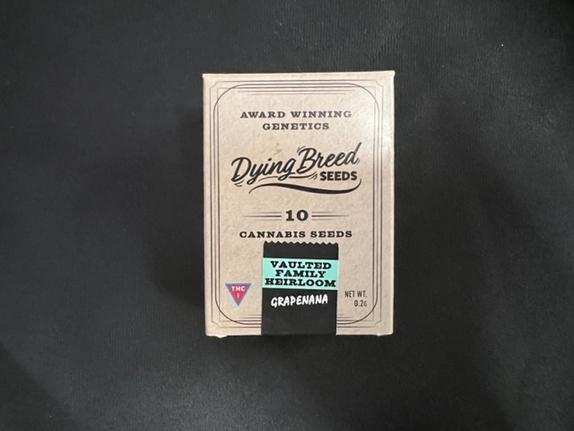 AWARD WINNING
GENETICS
Dying Breed
SEEDS
10
CANNABIS SEEDS
VAULTED
FAMILY
HEIRLOOM
GRAPENANA
THC
NET WT.
0.2G